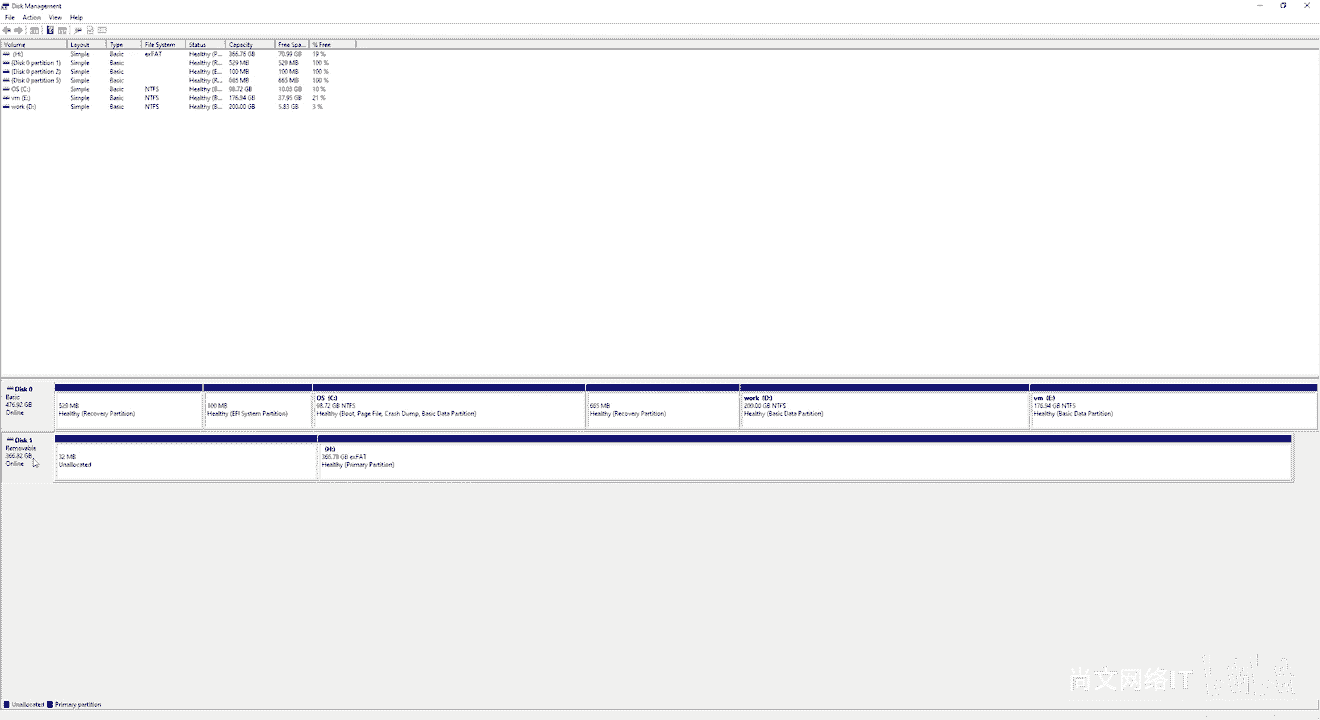 Disk Management
File Action View Help
Volume Layout Type File System Status Capacity Free Spa... % Free
(H:) Simple Basic exFAT Healthy (P... 366.78 GB 70.99 GB 19 %
(Disk 0 partition 1) Simple Basic Healthy (R... 529 MB 529 MB 100 %
(Disk 0 partition 2) Simple Basic Healthy (E... 100 MB 100 MB 100 %
(Disk 0 partition 5) Simple Basic Healthy (R... 665 MB 665 MB 100 %
OS (C:) Simple Basic NTFS Healthy (B... 98.72 GB 10 %
vm (E:) Simple Basic NTFS Healthy (B... 176.94 GB 37.95 GB 21 %
work (D:) Simple Basic NTFS Healthy (B... 200.00 GB 5.83 GB 3 %
Disk 0
Basic
476.92 GB
Online
529 MB
Healthy (Recovery Partition)
100 MB
Healthy (EFI System Partition)
OS (C:)
98.72 GB NTFS
Healthy (Boot, Page File, Crash Dump, Basic Data Partition)
665 MB
Healthy (Recovery Partition)
work (D:)
200.00 GB NTFS
Healthy (Basic Data Partition)
vm (E:)
176.94 GB NTFS
Healthy (Basic Data Partition)
Disk 1
Removable
366.82 GB
Online
32 MB
Unallocated
(H:)
366.78 GB exFAT
Healthy (Primary Partition)
尚文网络IT
Unallocated Primary partition